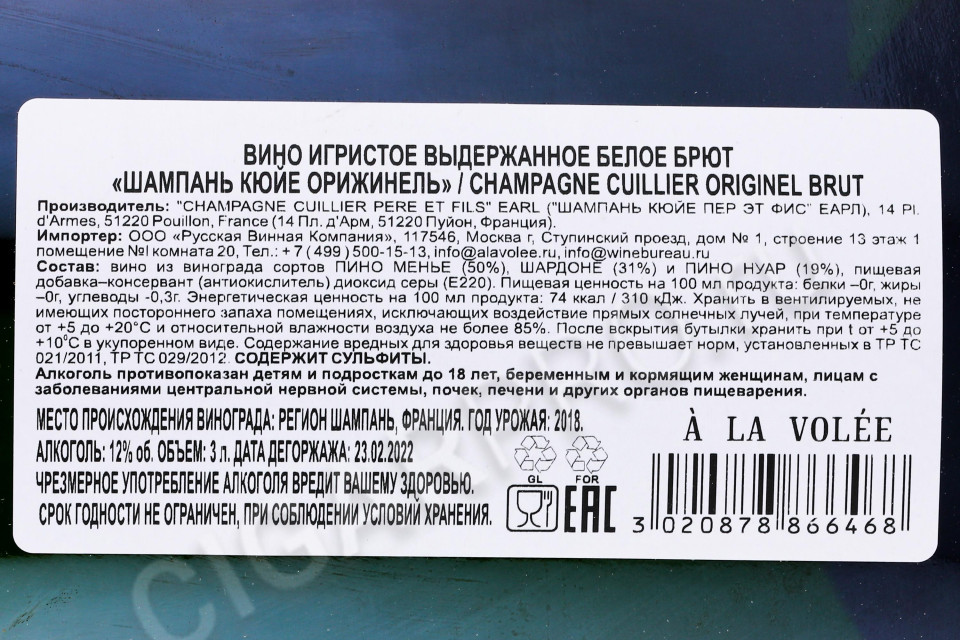 ВИНО ИГРИСТОЕ ВЫДЕРЖАННОЕ БЕЛОЕ БРЮТ
«ШАМПАНЬ КЮЙЕ ОРИЖИНЕЛЬ» / CHAMPAGNE CUILLIER ORIGINEL BRUT
Производитель: "CHAMPAGNE CUILLIER PERE ET FILS" EARL ("ШАМПАНЬ КЮЙЕ ПЕР ЭТ ФИС" ЕАРЛ), 14 Pl.
d'Armes, 51220 Pouillon, France (14 Пл. д'Арм, 51220 Пуйон, Франция).
Импортер: ООО «Русская Винная Компания», 117546, Москва г, Ступинский проезд, дом № 1, строение 13 этаж 1
помещение №I комната 20, Тел.: + 7 ( 499 ) 500-15-13, info@alavolee.ru, info@winebureau.ru
Состав: вино из винограда сортов ПИНО МЕНЬЕ (50%), ШАРДОНЕ (31%) и ПИНО НУАР (19%), пищевая
добавка–консервант (антиокислитель) диоксид серы (Е220). Пищевая ценность на 100 мл продукта: белки –0г, жиры
–0г, углеводы -0,3г. Энергетическая ценность на 100 мл продукта: 74 ккал / 310 кДж. Хранить в вентилируемых, не
имеющих постороннего запаха помещениях, исключающих воздействие прямых солнечных лучей, при температуре
от +5 до +20°С и относительной влажности воздуха не более 85%. После вскрытия бутылки хранить при t от +5 до
+10°С в укупоренном виде. Содержание вредных для здоровья веществ не превышает норм, установленных в ТР ТС
021/2011, ТР ТС 029/2012. СОДЕРЖИТ СУЛЬФИТЫ.
Алкоголь противопоказан детям и подросткам до 18 лет, беременным и кормящим женщинам, лицам с
заболеваниями центральной нервной системы, почек, печени и других органов пищеварения.
МЕСТО ПРОИСХОЖДЕНИЯ ВИНОГРАДА: РЕГИОН ШАМПАНЬ, ФРАНЦИЯ. ГОД УРОЖАЯ: 2018.
АЛКОГОЛЬ: 12% об. ОБЪЕМ: 3 л. ДАТА ДЕГОРЖАЖА: 23.02.2022
ЧРЕЗМЕРНОЕ УПОТРЕБЛЕНИЕ АЛКОГОЛЯ ВРЕДИТ ВАШЕМУ ЗДОРОВЬЮ.
СРОК ГОДНОСТИ НЕ ОГРАНИЧЕН, ПРИ СОБЛЮДЕНИИ УСЛОВИЙ ХРАНЕНИЯ.
GL FOR
EAC
À LA VOLÉE
3 020878 866468
CIGARPRO.RU